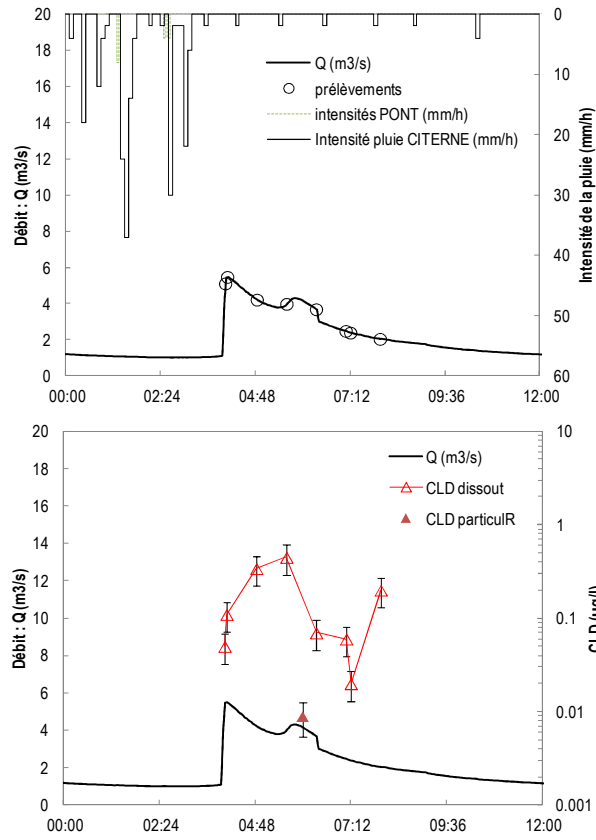 20
18
16
14
12
10
8
6
4
2
0
Débit : Q (m3/s)
Q (m3/s)
prélèvements
intensités PONT (mm/h)
Intensité pluie CITERNE (mm/h)
0
10
20
30
40
50
60
Intensité de la pluie (mm/h)
00:00 02:24 04:48 07:12 09:36 12:00
20
18
16
14
12
10
8
6
4
2
0
Débit : Q (m3/s)
Q (m3/s)
CLD dissout
CLD particulR
10
1
0.1
0.01
0.001
CLD (µg/l)
00:00 02:24 04:48 07:12 09:36 12:00